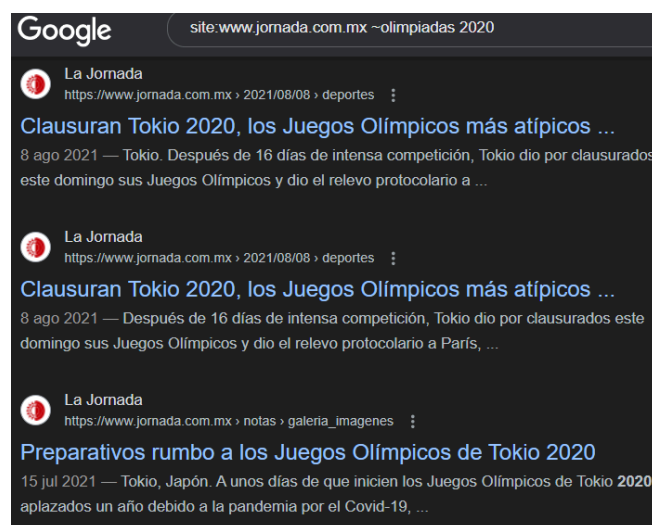 Google
site:www.jornada.com.mx ~olimpiadas 2020
La Jornada
https://www.jornada.com.mx › 2021/08/08 › deportes
Clausuran Tokio 2020, los Juegos Olímpicos más atípicos ...
8 ago 2021 — Tokio. Después de 16 días de intensa competición, Tokio dio por clausurados
este domingo sus Juegos Olímpicos y dio el relevo protocolario a ...
La Jornada
https://www.jornada.com.mx › 2021/08/08 › deportes
Clausuran Tokio 2020, los Juegos Olímpicos más atípicos ...
8 ago 2021 — Después de 16 días de intensa competición, Tokio dio por clausurados este
domingo sus Juegos Olímpicos y dio el relevo protocolario a París, ...
La Jornada
https://www.jornada.com.mx › notas › galeria_imagenes
Preparativos rumbo a los Juegos Olímpicos de Tokio 2020
15 jul 2021 — Tokio, Japón. A unos días de que inicien los Juegos Olímpicos de Tokio 2020
aplazados un año debido a la pandemia por el Covid-19, ...